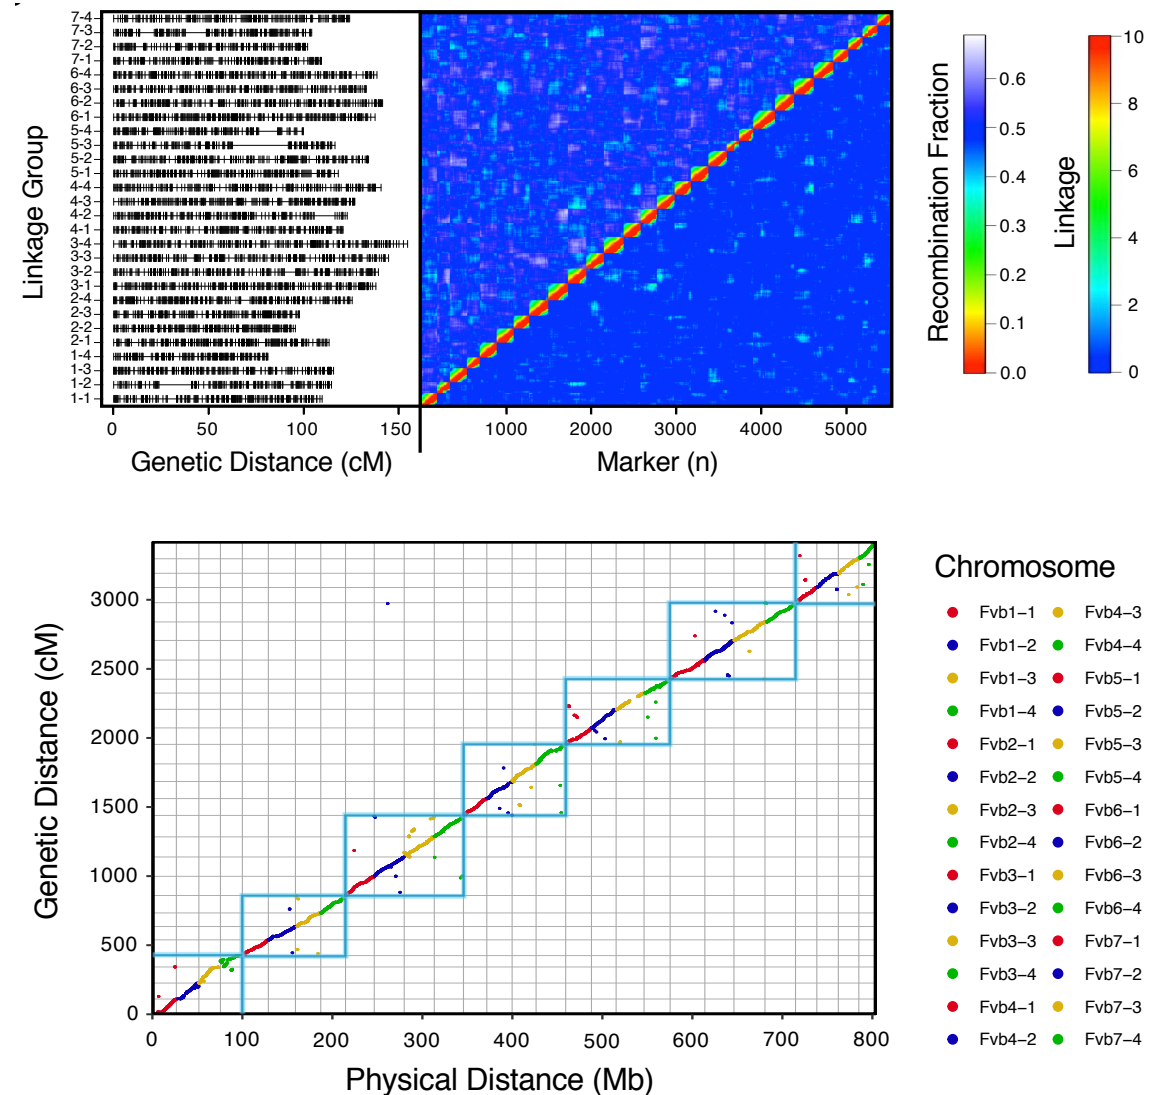 7-4
7-3
7-2
7-1
6-4
6-3
6-2
6-1
5-4
5-3
5-2
5-1
4-4
4-3
4-2
4-1
3-4
3-3
3-2
3-1
2-4
2-3
2-2
2-1
1-4
1-3
1-2
1-1
Linkage Group
0 50 100 150
Genetic Distance (cM)
1000 2000 3000 4000 5000
Marker (n)
Recombination Fraction
0.6
0.5
0.4
0.3
0.2
0.1
0.0
Linkage
10
8
6
4
2
0
Genetic Distance (cM)
3000
2500
2000
1500
1000
500
0
0 100 200 300 400 500 600 700 800
Physical Distance (Mb)
Chromosome
Fvb1−1 Fvb4−3
Fvb1−2 Fvb4−4
Fvb1−3 Fvb5−1
Fvb1−4 Fvb5−2
Fvb2−1 Fvb5−3
Fvb2−2 Fvb5−4
Fvb2−3 Fvb6−1
Fvb2−4 Fvb6−2
Fvb3−1 Fvb6−3
Fvb3−2 Fvb6−4
Fvb3−3 Fvb7−1
Fvb3−4 Fvb7−2
Fvb4−1 Fvb7−3
Fvb4−2 Fvb7−4